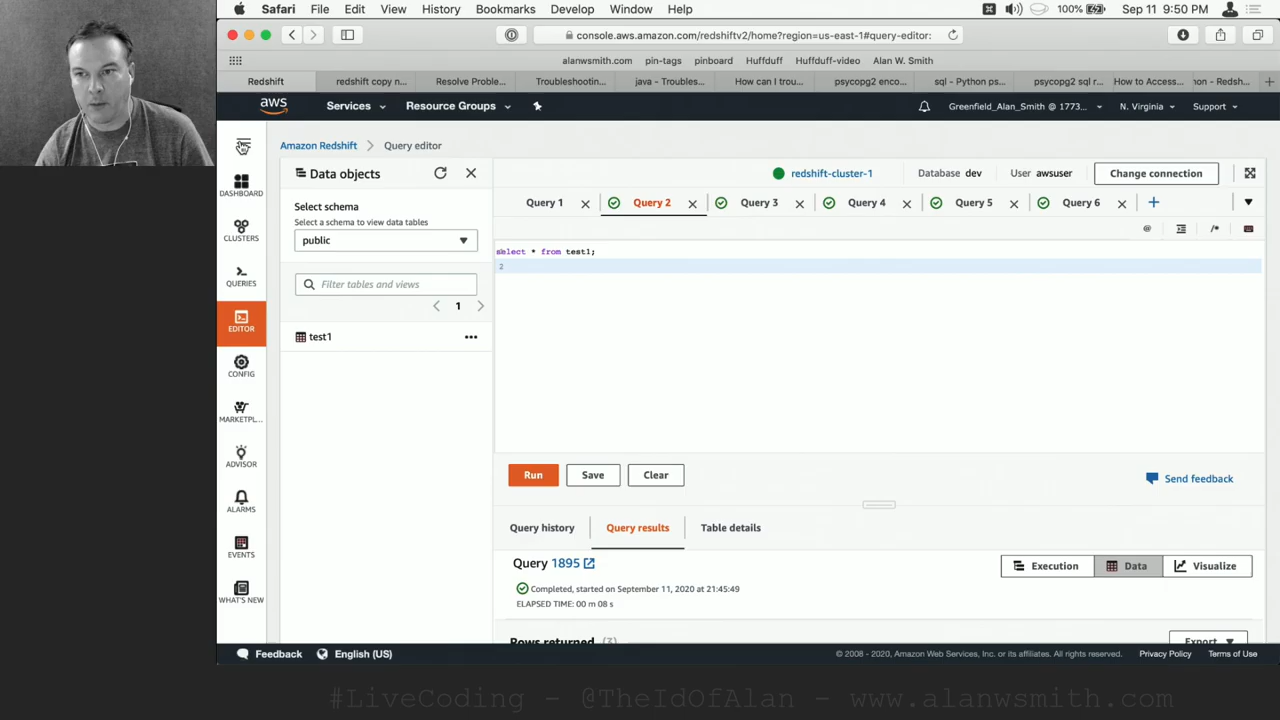 Safari File Edit View History Bookmarks Develop Window Help 100% Sep 11 9:50 PM
console.aws.amazon.com/redshiftv2/home?region=us-east-1#query-editor:
alanwsmith.com pin-tags pinboard Huffduff Huffduff-video Alan W. Smith
Redshift redshift copy n... Resolve Proble... Troubleshootin... java - Troubles... How can I trou... psycopg2 enco... sql - Python ps... psycopg2 sql r... How to Access... on - Redsh...
aws Services Resource Groups Greenfield_Alan_Smith @ 1773... N. Virginia Support
Amazon Redshift Query editor
DASHBOARD
CLUSTERS
QUERIES
EDITOR
CONFIG
MARKETPL...
ADVISOR
ALARMS
EVENTS
WHAT'S NEW
Data objects
Select schema
Select a schema to view data tables
public
Filter tables and views
1
test1
redshift-cluster-1 Database dev User awsuser Change connection
Query 1 Query 2 Query 3 Query 4 Query 5 Query 6
select * from test1;
2
Run Save Clear Send feedback
Query history Query results Table details
Query 1895 Execution Data Visualize
Completed, started on September 11, 2020 at 21:45:49
ELAPSED TIME: 00 m 08 s
Rows returned (3) Export
Feedback English (US) © 2008 - 2020, Amazon Web Services, Inc. or its affiliates. All rights reserved. Privacy Policy Terms of Use
#LiveCoding - @TheIdOfAlan - www.alanwsmith.com